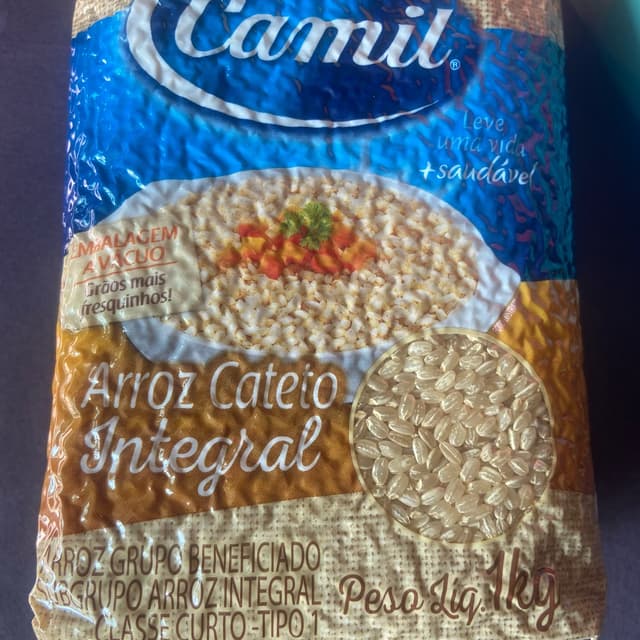 Camil®
Leve
uma vida
+saudável
EMBALAGEM
A VÁCUO
Grãos mais
fresquinhos!
Arroz Cateto
Integral
ARROZ GRUPO BENEFICIADO
SUBGRUPO ARROZ INTEGRAL
CLASSE CURTO-TIPO 1
Peso Líq. 1kg